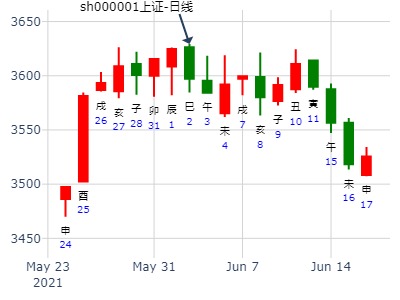 sh000001上证-日线
3650
3600
3550
3500
3450
申
24
酉
25
戌
26
亥
27
子
28
卯
31
辰
1
巳
2
午
3
未
4
戌
7
亥
8
子
9
丑
10
寅
11
午
15
未
16
申
17
May 23
2021
May 31
Jun 7
Jun 14